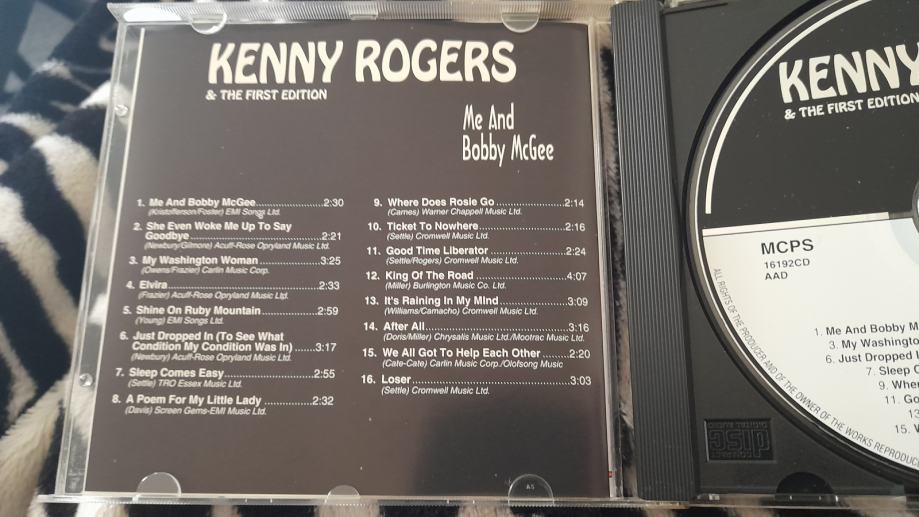 KENNY ROGERS
& THE FIRST EDITION
Me And
Bobby McGee
1. Me And Bobby McGee..........2:30
(Kristofferson/Foster) EMI Songs Ltd.
2. She Even Woke Me Up To Say
Goodbye..........2:21
(Newbury/Gilmore) Acuff-Rose Opryland Music Ltd.
3. My Washington Woman..........3:25
(Owens/Frazier) Carlin Music Corp.
4. Elvira..........2:33
(Frazier) Acuff-Rose Opryland Music Ltd.
5. Shine On Ruby Mountain..........2:59
(Young) EMI Songs Ltd.
6. Just Dropped In (To See What
Condition My Condition Was In)......3:17
(Newbury) Acuff-Rose Opryland Music Ltd.
7. Sleep Comes Easy..........2:55
(Settle) TRO Essex Music Ltd.
8. A Poem For My Little Lady..........2:32
(Davis) Screen Gems-EMI Music Ltd.
9. Where Does Rosie Go..........2:14
(Carnes) Warner Chappell Music Ltd.
10. Ticket To Nowhere..........2:16
(Settle) Cromwell Music Ltd.
11. Good Time Liberator..........2:24
(Settle/Rogers) Cromwell Music Ltd.
12. King Of The Road..........4:07
(Miller) Burlington Music Co. Ltd.
13. It's Raining In My MInd..........3:09
(Williams/Camacho) Cromwell Music Ltd.
14. After All..........3:16
(Doris/Miller) Chrysalis Music Ltd./Mootrac Music Ltd.
15. We All Got To Help Each Other..........2:20
(Cate-Cate) Carlin Music Corp./Olofsong Music
16. Loser..........3:03
(Settle) Cromwell Music Ltd.
KENNY
& THE FIRST EDITION
MCPS
16192CD
AAD
ALL RIGHTS OF THE PRODUCER AND OF THE OWNER OF THE WORKS REPRODUC
1. Me And Bobby M
3. My Washingto
6. Just Dropped I
7. Sleep C
9. Wher
11. Go
13
15. W
COMPACT
disc
DIGITAL AUDIO